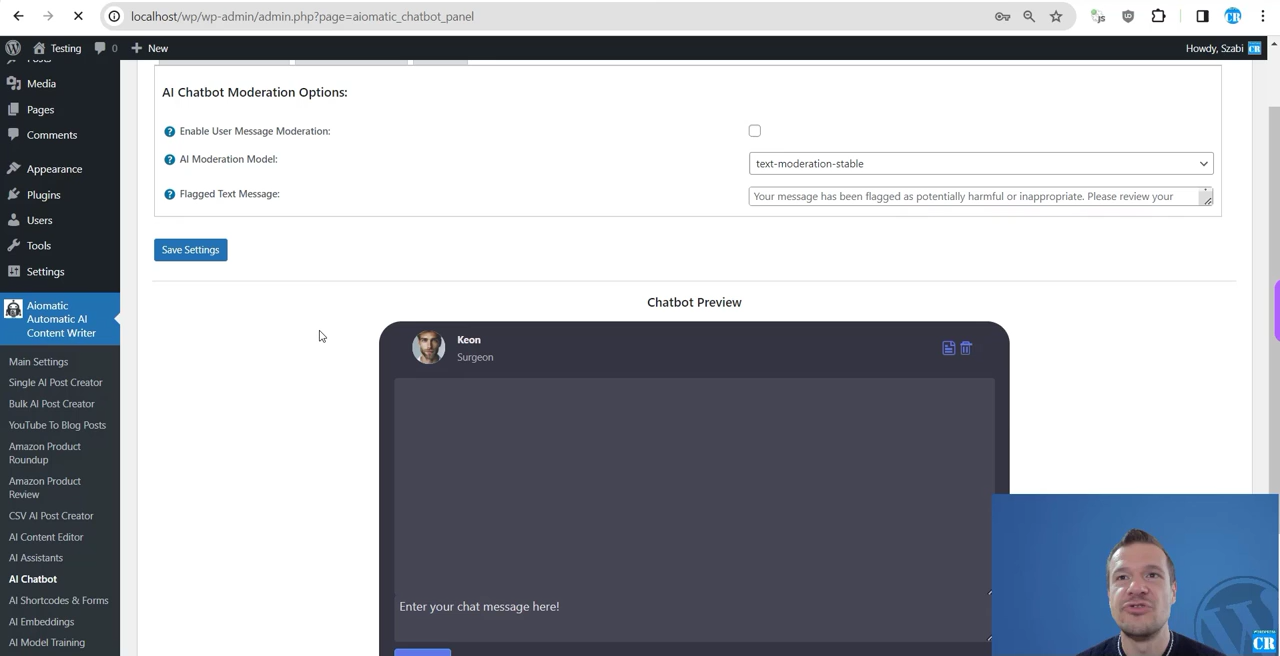 localhost/wp/wp-admin/admin.php?page=aiomatic_chatbot_panel
Testing
0
New
Howdy, Szabi
Media
Pages
Comments
Appearance
Plugins
Users
Tools
Settings
Aiomatic
Automatic AI
Content Writer
Main Settings
Single AI Post Creator
Bulk AI Post Creator
YouTube To Blog Posts
Amazon Product
Roundup
Amazon Product
Review
CSV AI Post Creator
AI Content Editor
AI Assistants
AI Chatbot
AI Shortcodes & Forms
AI Embeddings
AI Model Training
AI Chatbot Moderation Options:
Enable User Message Moderation:
AI Moderation Model:
text-moderation-stable
Flagged Text Message:
Your message has been flagged as potentially harmful or inappropriate. Please review your
Save Settings
Chatbot Preview
Keon
Surgeon
Enter your chat message here!
CR